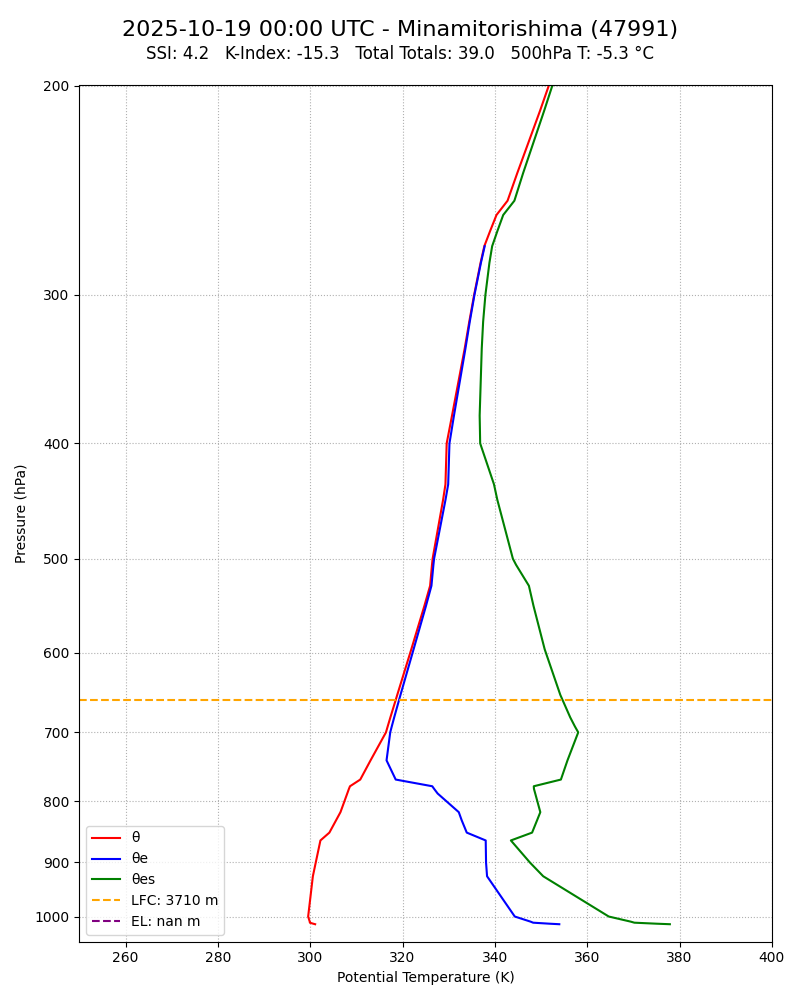 2025-10-19 00:00 UTC - Minamitorishima (47991)
SSI: 4.2 K-Index: -15.3 Total Totals: 39.0 500hPa T: -5.3 °C
200
300
400
500
600
700
800
900
1000
Pressure (hPa)
θ
θe
θes
LFC: 3710 m
EL: nan m
260 280 300 320 340 360 380 400
Potential Temperature (K)